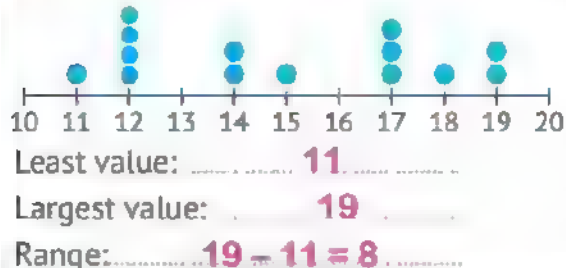 10 11 12 13 14 15 16 17 18 19 20
Least value: 11
Largest value: 19
Range: 19 – 11 = 8